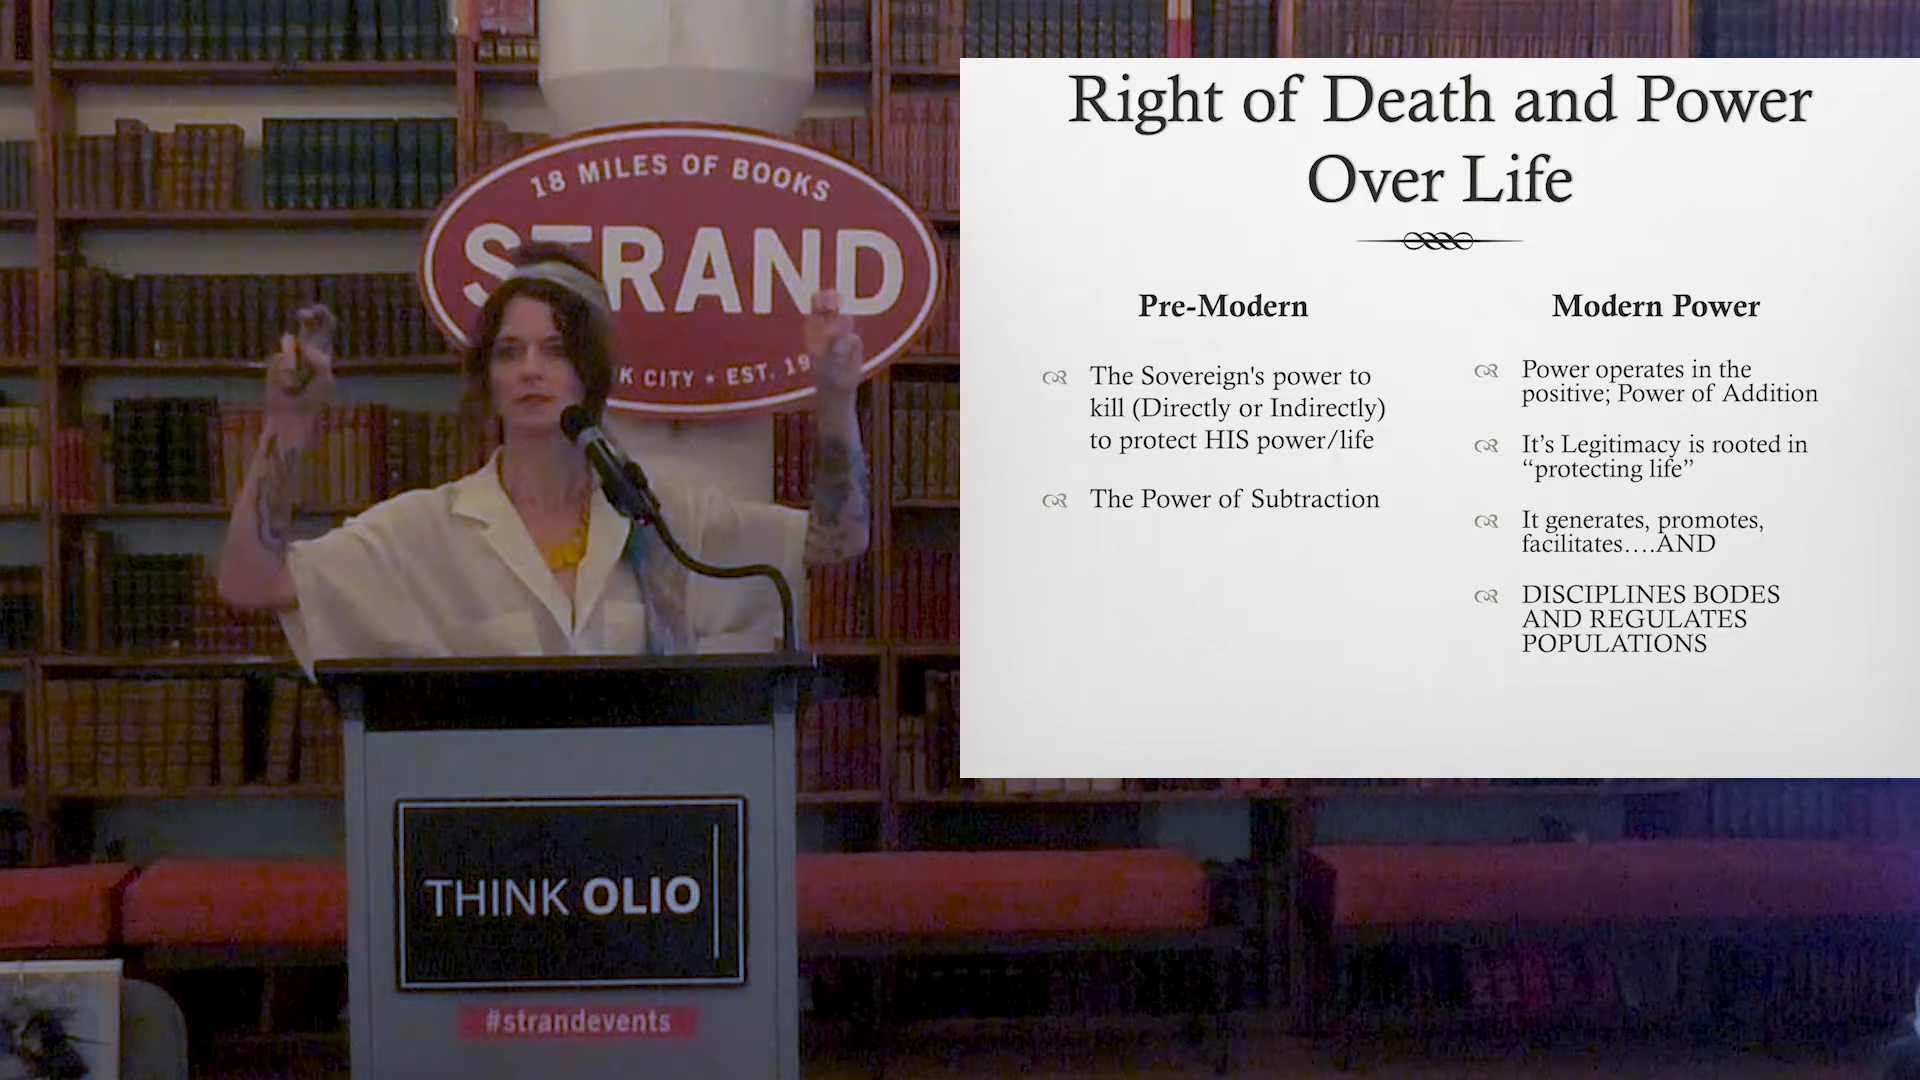 18 MILES OF BOOKS
STRAND
K CITY ★ EST. 19
THINK OLIO
#strandevents
Right of Death and Power
Over Life
Pre-Modern
The Sovereign's power to
kill (Directly or Indirectly)
to protect HIS power/life
The Power of Subtraction
Modern Power
Power operates in the
positive; Power of Addition
It’s Legitimacy is rooted in
“protecting life”
It generates, promotes,
facilitates….AND
DISCIPLINES BODES
AND REGULATES
POPULATIONS